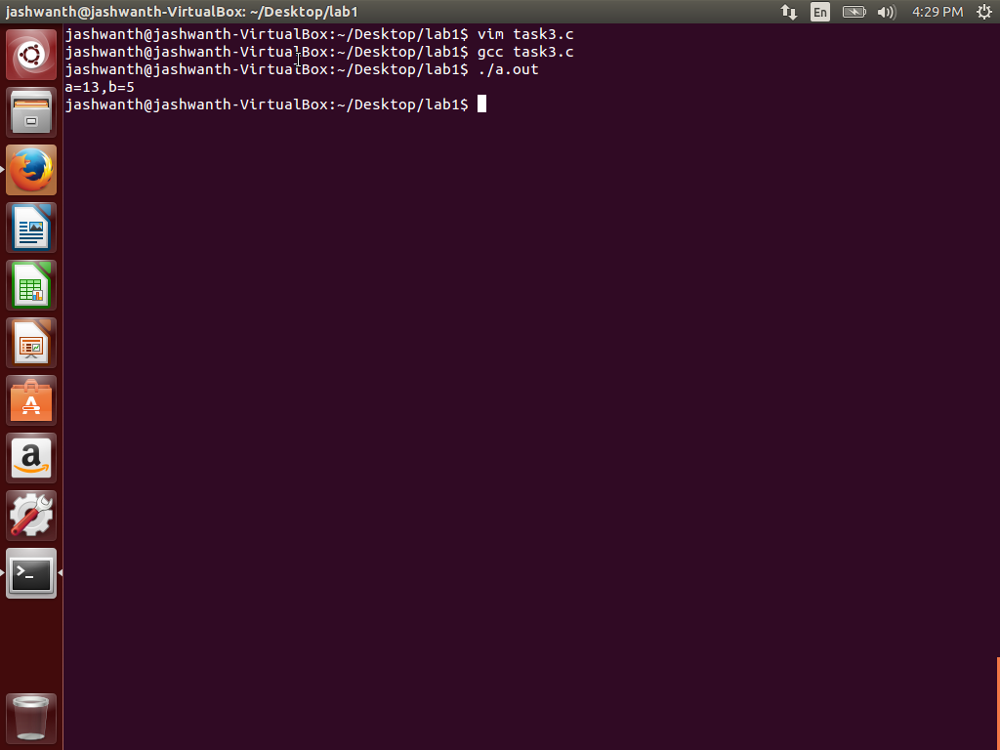 jashwanth@jashwanth-VirtualBox: ~/Desktop/lab1
En
4:29 PM
jashwanth@jashwanth-VirtualBox:~/Desktop/lab1$ vim task3.c
jashwanth@jashwanth-VirtualBox:~/Desktop/lab1$ gcc task3.c
jashwanth@jashwanth-VirtualBox:~/Desktop/lab1$ ./a.out
a=13,b=5
jashwanth@jashwanth-VirtualBox:~/Desktop/lab1$